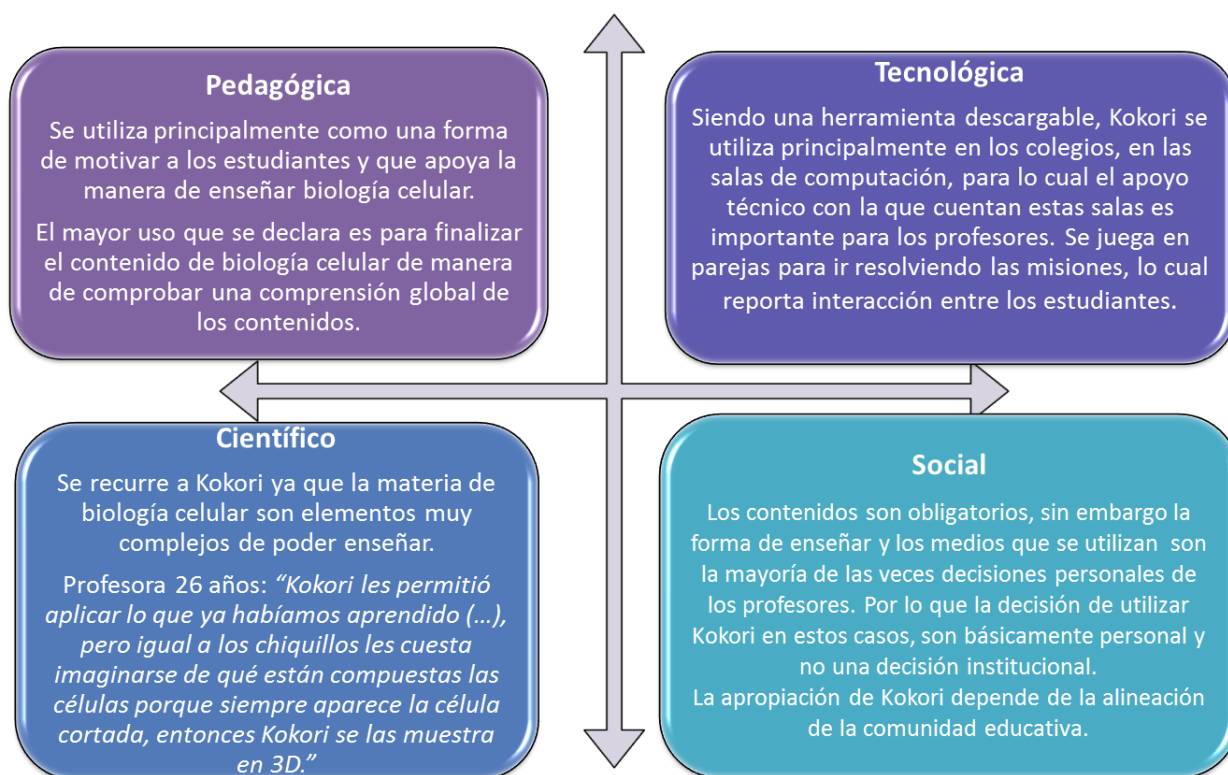 Pedagógica
Se utiliza principalmente como una forma
de motivar a los estudiantes y que apoya la
manera de enseñar biología celular.
El mayor uso que se declara es para finalizar
el contenido de biología celular de manera
de comprobar una comprensión global de
los contenidos.
Tecnológica
Siendo una herramienta descargable, Kokori se
utiliza principalmente en los colegios, en las
salas de computación, para lo cual el apoyo
técnico con la que cuentan estas salas es
importante para los profesores. Se juega en
parejas para ir resolviendo las misiones, lo cual
reporta interacción entre los estudiantes.
Científico
Se recurre a Kokori ya que la materia de
biología celular son elementos muy
complejos de poder enseñar.
Profesora 26 años: “Kokori les permitió
aplicar lo que ya habíamos aprendido (…),
pero igual a los chiquillos les cuesta
imaginarse de qué están compuestas las
células porque siempre aparece la célula
cortada, entonces Kokori se las muestra
en 3D.”
Social
Los contenidos son obligatorios, sin embargo la
forma de enseñar y los medios que se utilizan son
la mayoría de las veces decisiones personales de
los profesores. Por lo que la decisión de utilizar
Kokori en estos casos, son básicamente personal y
no una decisión institucional.
La apropiación de Kokori depende de la alineación
de la comunidad educativa.